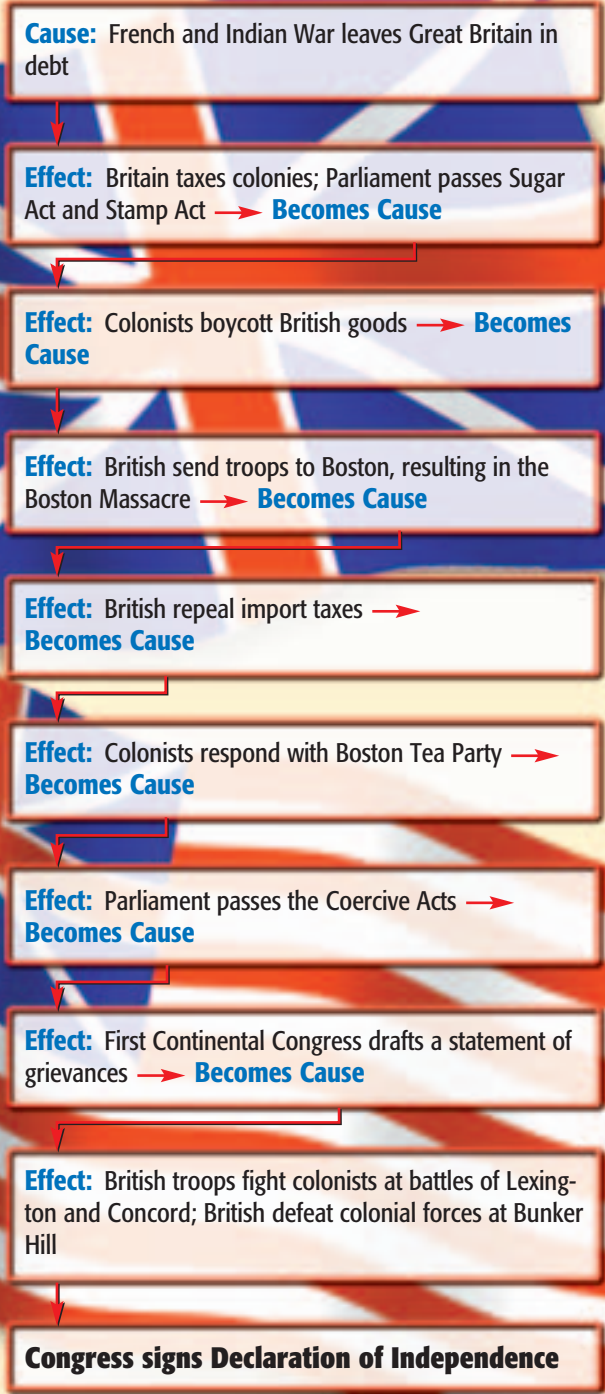 Cause: French and Indian War leaves Great Britain in
debt
Effect: Britain taxes colonies; Parliament passes Sugar
Act and Stamp Act → Becomes Cause
Effect: Colonists boycott British goods → Becomes
Cause
Effect: British send troops to Boston, resulting in the
Boston Massacre → Becomes Cause
Effect: British repeal import taxes →
Becomes Cause
Effect: Colonists respond with Boston Tea Party →
Becomes Cause
Effect: Parliament passes the Coercive Acts →
Becomes Cause
Effect: First Continental Congress drafts a statement of
grievances → Becomes Cause
Effect: British troops fight colonists at battles of Lexing-
ton and Concord; British defeat colonial forces at Bunker
Hill
Congress signs Declaration of Independence